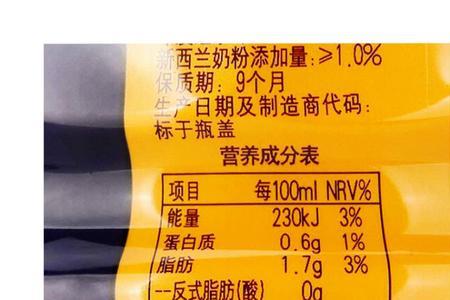 新西兰奶粉添加量:≥1.0%
保质期: 9个月
生产日期及制造商代码:
标于瓶盖
营养成分表
项目 每100ml NRV%
能量 230kJ 3%
蛋白质 0.6g 1%
脂肪 1.7g 3%
--反式脂肪(酸) 0g